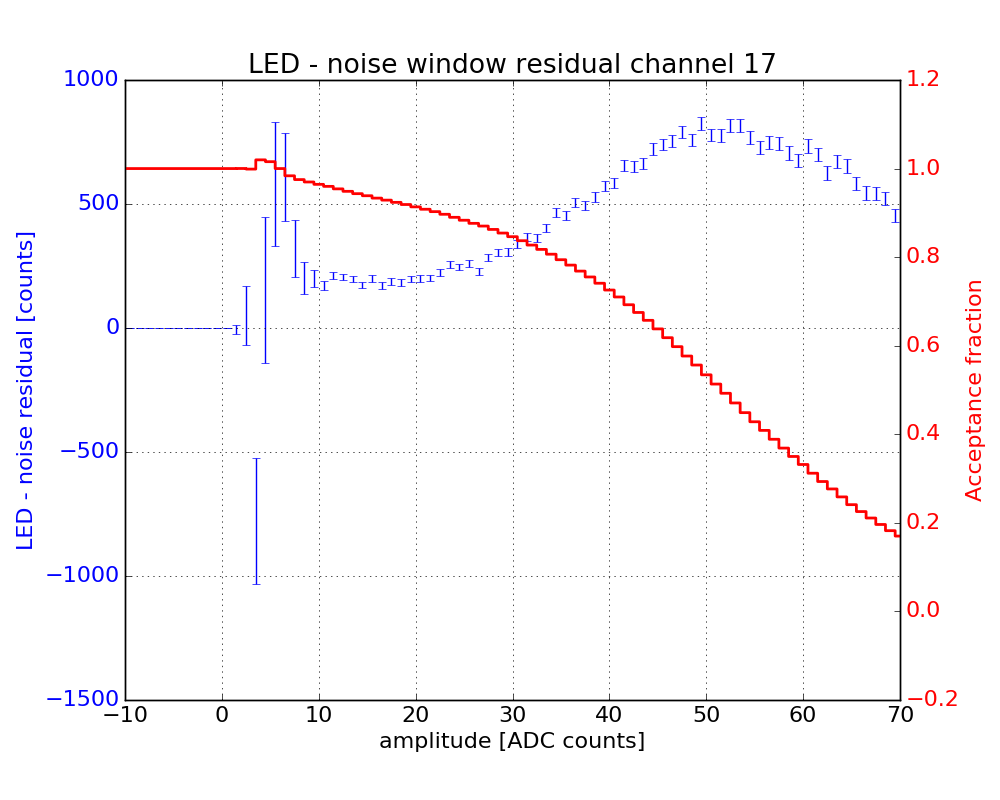 LED - noise window residual channel 17
1000
500
0
−500
−1000
−1500
LED - noise residual [counts]
1.2
1.0
0.8
0.6
0.4
0.2
0.0
−0.2
Acceptance fraction
−10 0 10 20 30 40 50 60 70
amplitude [ADC counts]